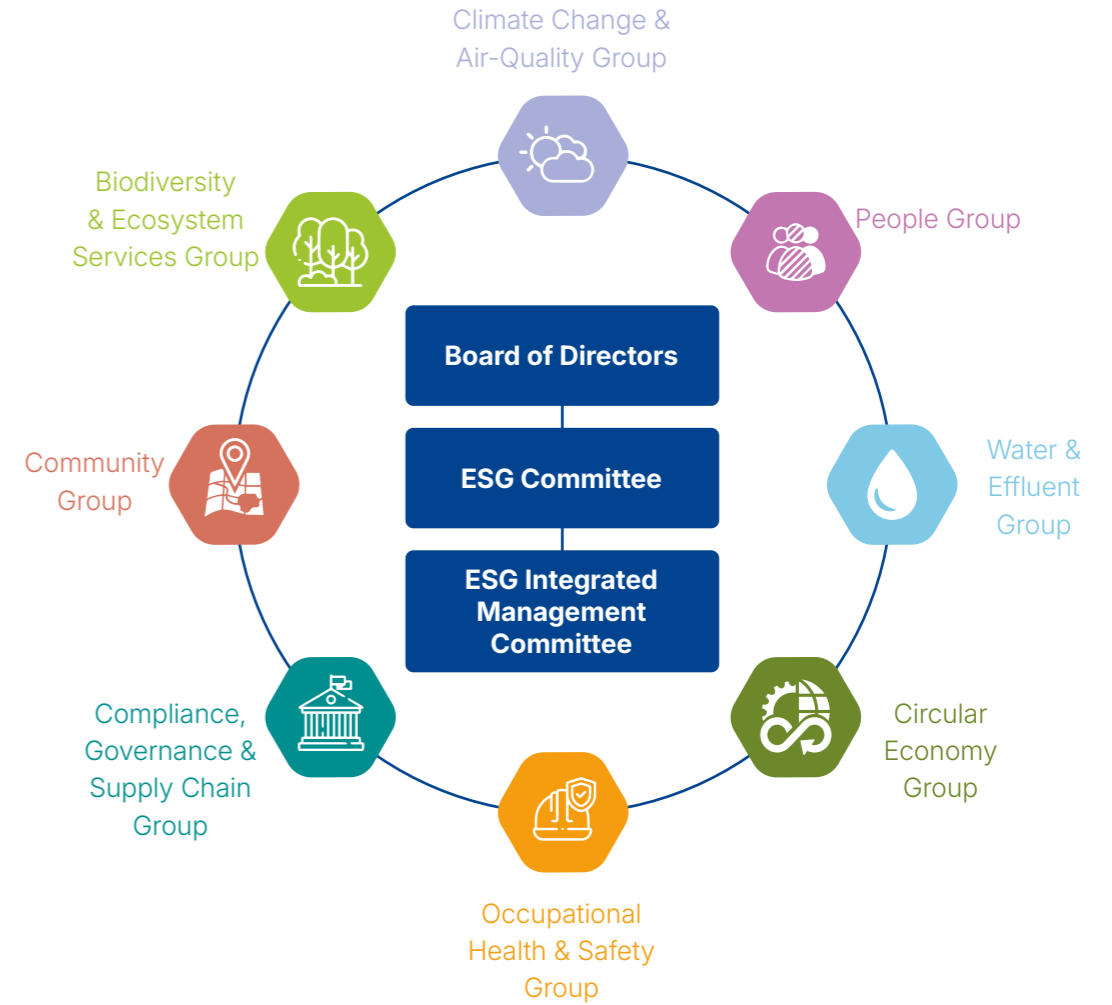 Climate Change &
Air-Quality Group
Biodiversity
& Ecosystem
Services Group
People Group
Board of Directors
ESG Committee
ESG Integrated
Management
Committee
Community
Group
Water &
Effluent
Group
Compliance,
Governance &
Supply Chain
Group
Circular
Economy
Group
Occupational
Health & Safety
Group